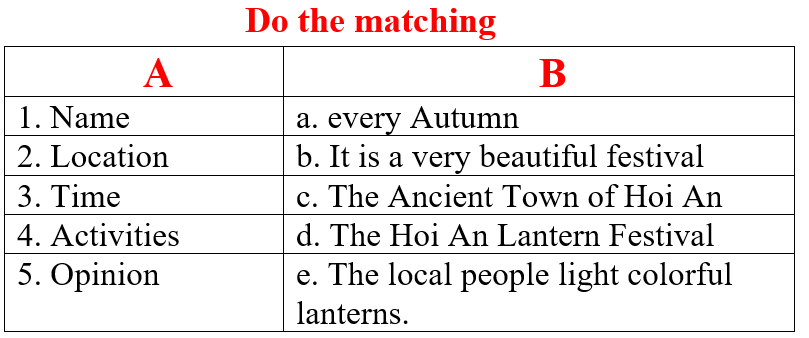 Do the matching
A
B
1. Name
a. every Autumn
2. Location
b. It is a very beautiful festival
3. Time
c. The Ancient Town of Hoi An
4. Activities
d. The Hoi An Lantern Festival
5. Opinion
e. The local people light colorful
lanterns.